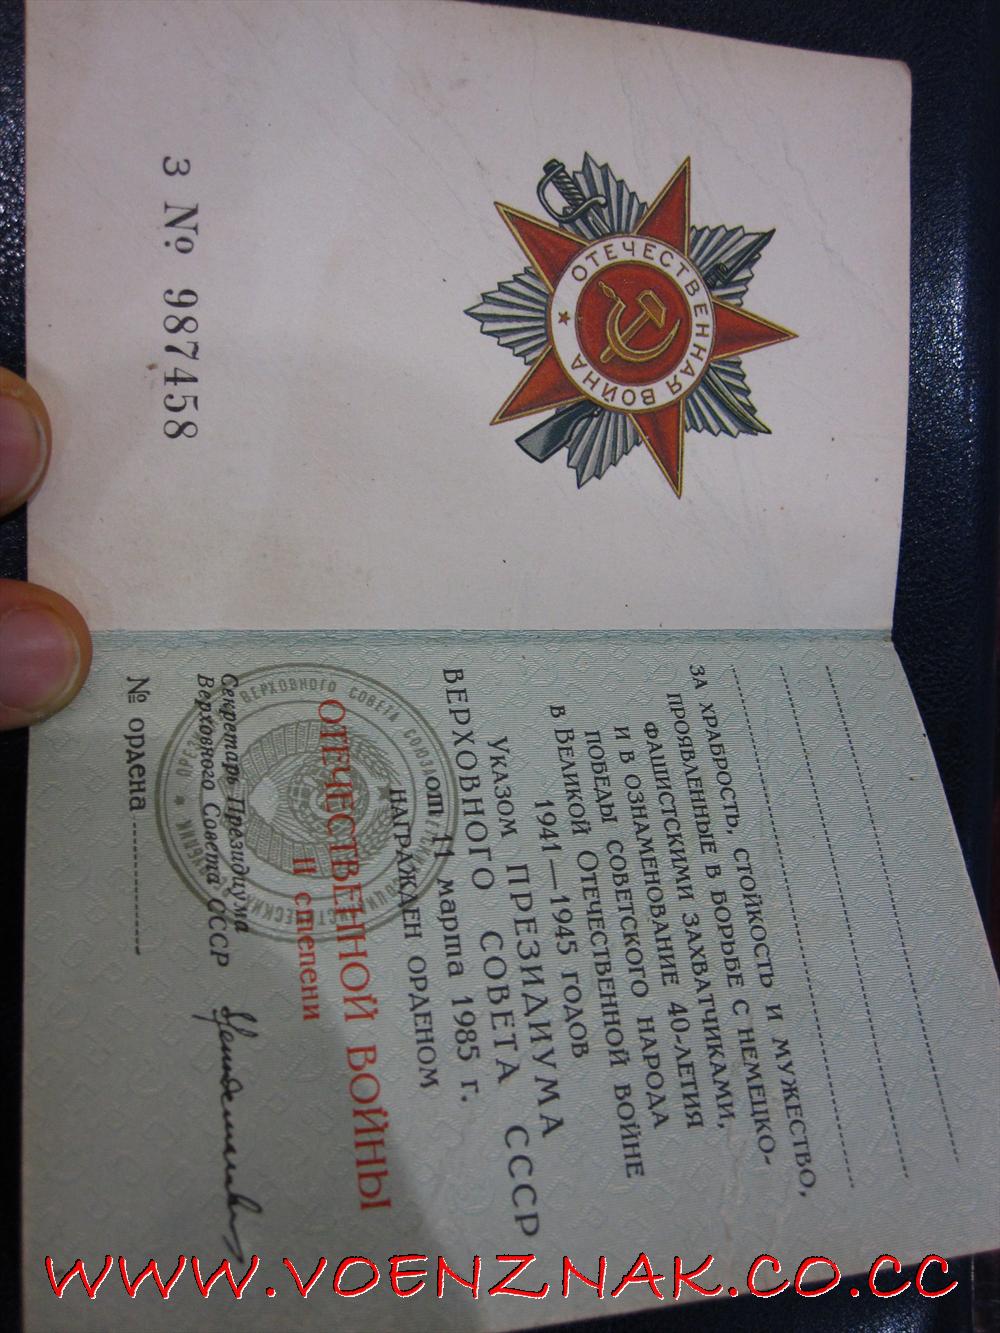 ОТЕЧЕСТВЕННАЯ ВОЙНА
З № 987458
ЗА ХРАБРОСТЬ, СТОЙКОСТЬ И МУЖЕСТВО,
ПРОЯВЛЕННЫЕ В БОРЬБЕ С НЕМЕЦКО-
ФАШИСТСКИМИ ЗАХВАТЧИКАМИ,
И В ОЗНАМЕНОВАНИЕ 40-ЛЕТИЯ
ПОБЕДЫ СОВЕТСКОГО НАРОДА
В ВЕЛИКОЙ ОТЕЧЕСТВЕННОЙ ВОЙНЕ
1941—1945 ГОДОВ
УКАЗОМ ПРЕЗИДИУМА
ВЕРХОВНОГО СОВЕТА СССР
от 11 марта 1985 г.
НАГРАЖДЕН ОРДЕНОМ
ОТЕЧЕСТВЕННОЙ ВОЙНЫ
II степени
Секретарь Президиума
Верховного Совета СССР
№ ордена
WWW.VOENZNAK.CO.CC